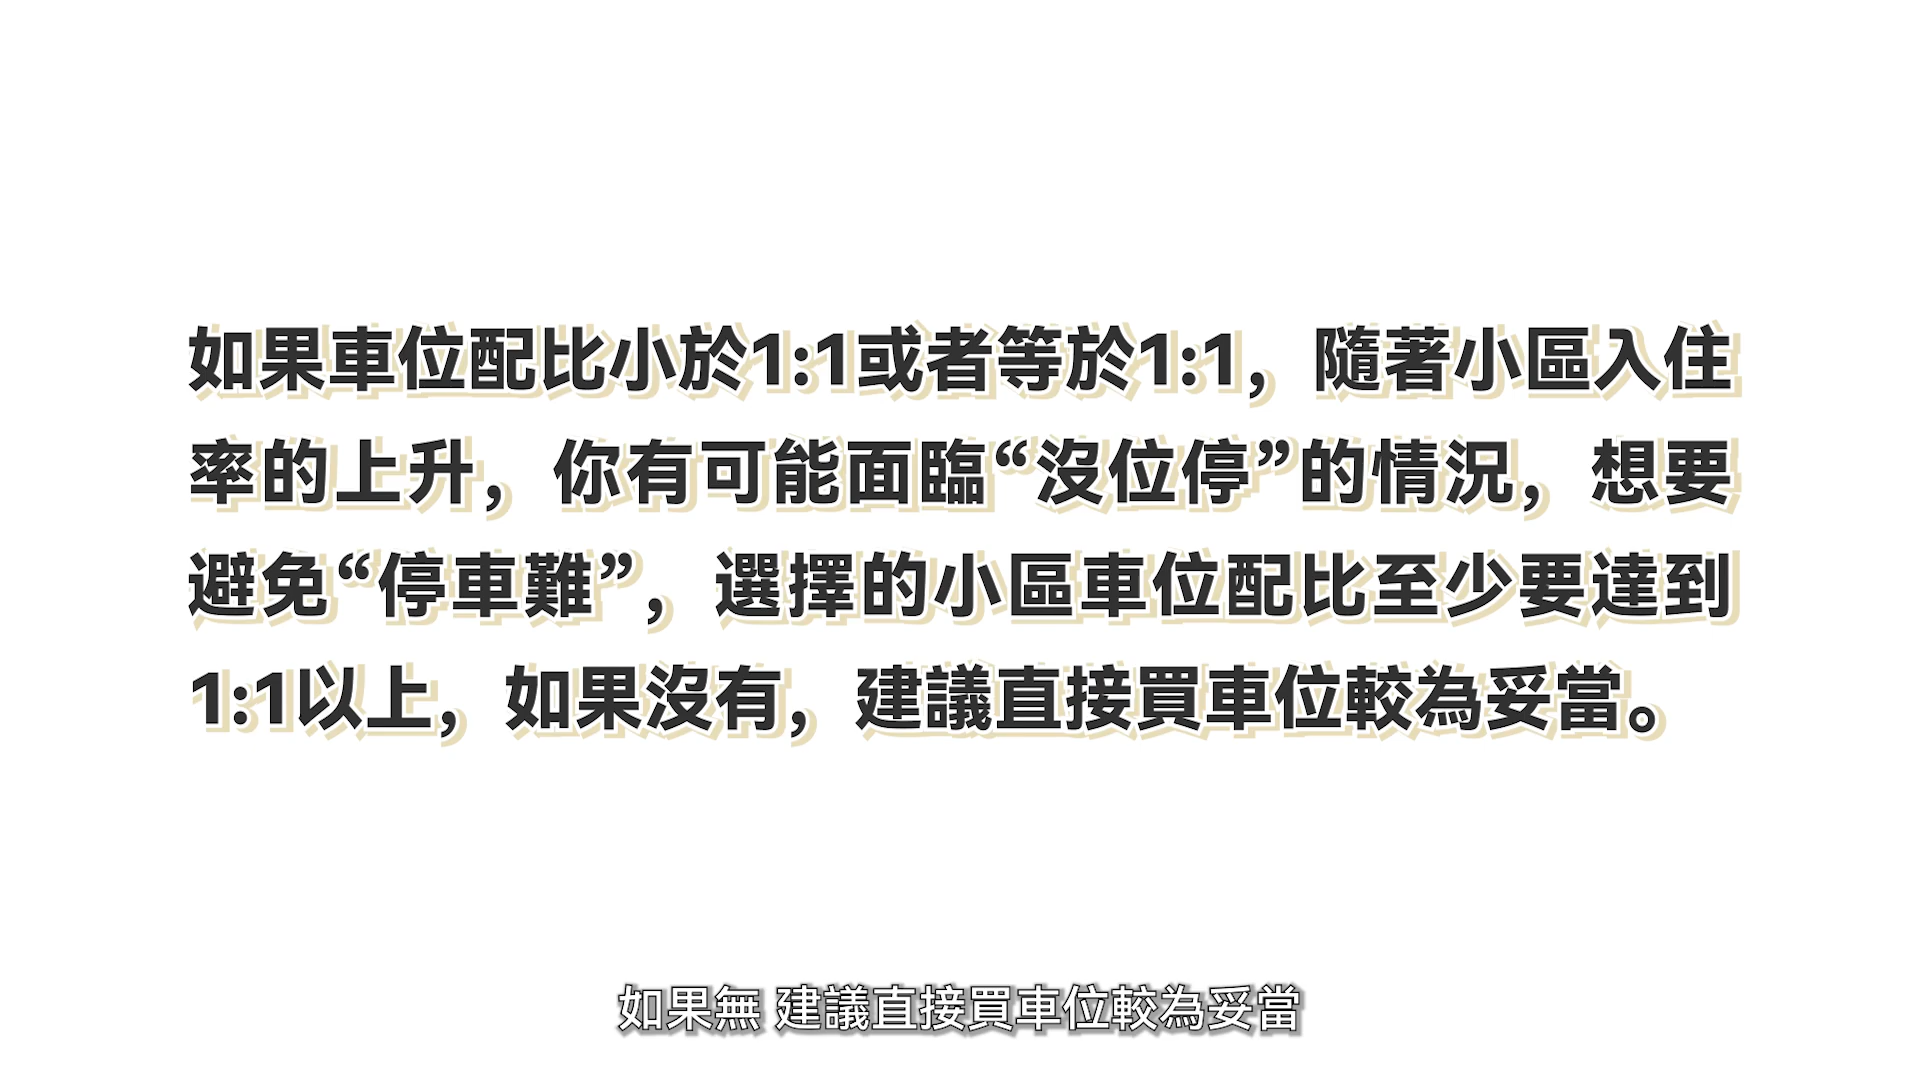 如果車位配比小於1:1或者等於1:1，隨著小區入住
率的上升，你有可能面臨“沒位停”的情況，想要
避免“停車難”，選擇的小區車位配比至少要達到
1:1以上，如果沒有，建議直接買車位較為妥當。
如果無 建議直接買車位較為妥當